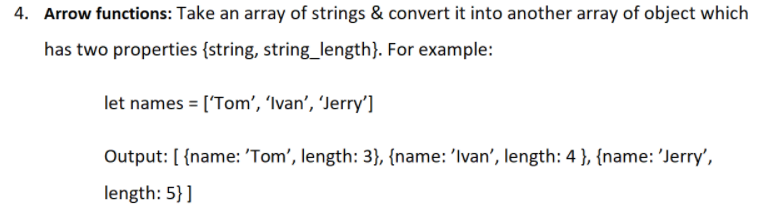 4. Arrow functions: Take an array of strings & convert it into another array of object which
has two properties {string, string_length}. For example:
let names = [‘Tom’, ‘Ivan’, ‘Jerry’]
Output: [ {name: ’Tom’, length: 3}, {name: ’Ivan’, length: 4 }, {name: ’Jerry’,
length: 5} ]